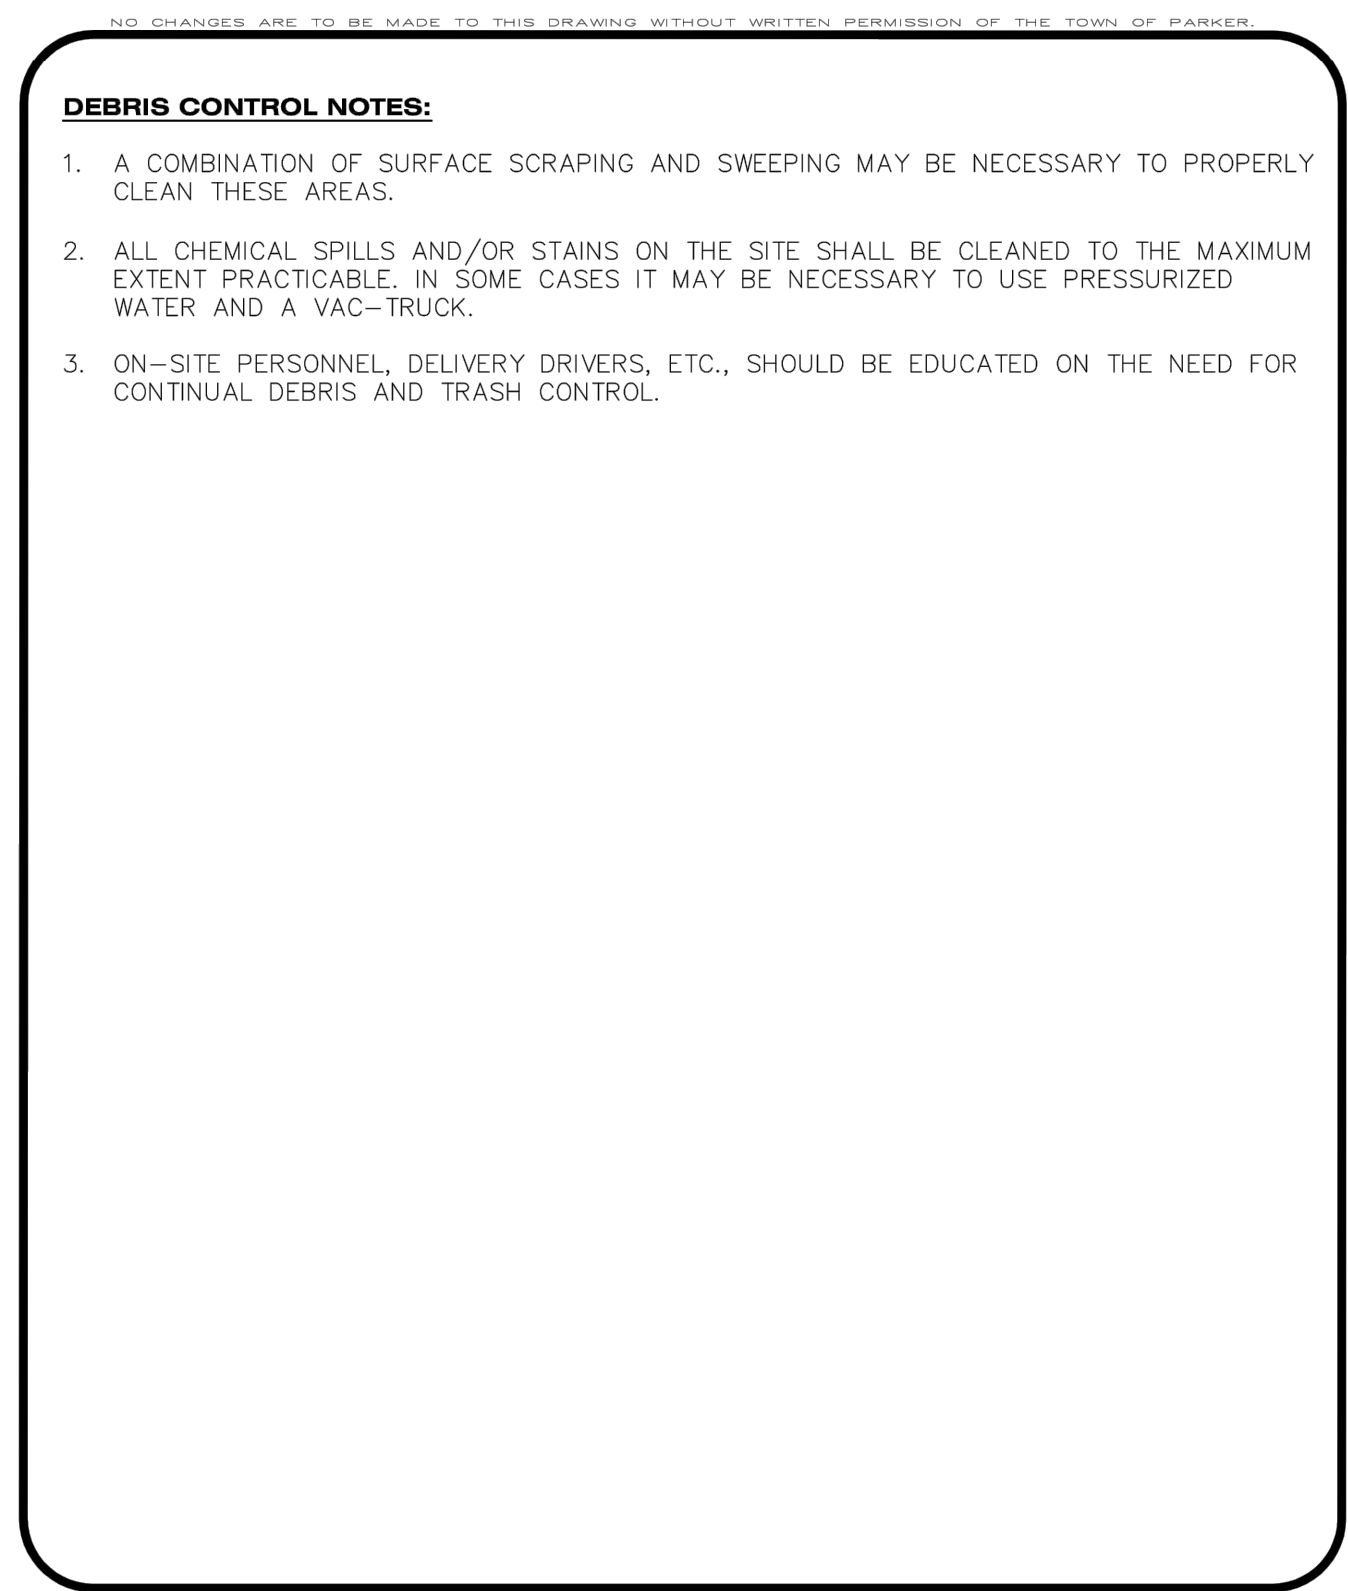 NO CHANGES ARE TO BE MADE TO THIS DRAWING WITHOUT WRITTEN PERMISSION OF THE TOWN OF PARKER.
DEBRIS CONTROL NOTES:
1. A COMBINATION OF SURFACE SCRAPING AND SWEEPING MAY BE NECESSARY TO PROPERLY
CLEAN THESE AREAS.
2. ALL CHEMICAL SPILLS AND/OR STAINS ON THE SITE SHALL BE CLEANED TO THE MAXIMUM
EXTENT PRACTICABLE. IN SOME CASES IT MAY BE NECESSARY TO USE PRESSURIZED
WATER AND A VAC-TRUCK.
3. ON-SITE PERSONNEL, DELIVERY DRIVERS, ETC., SHOULD BE EDUCATED ON THE NEED FOR
CONTINUAL DEBRIS AND TRASH CONTROL.